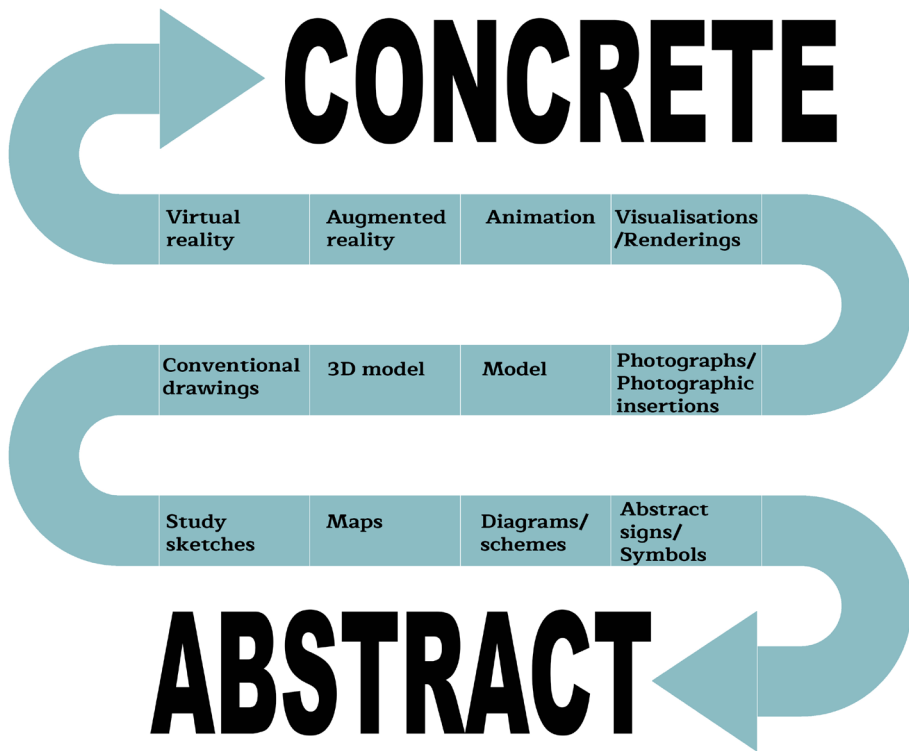 CONCRETE
Virtual
reality
Augmented
reality
Animation
Visualisations
/Renderings
Conventional
drawings
3D model
Model
Photographs/
Photographic
insertions
Study
sketches
Maps
Diagrams/
schemes
Abstract
signs/
Symbols
ABSTRACT